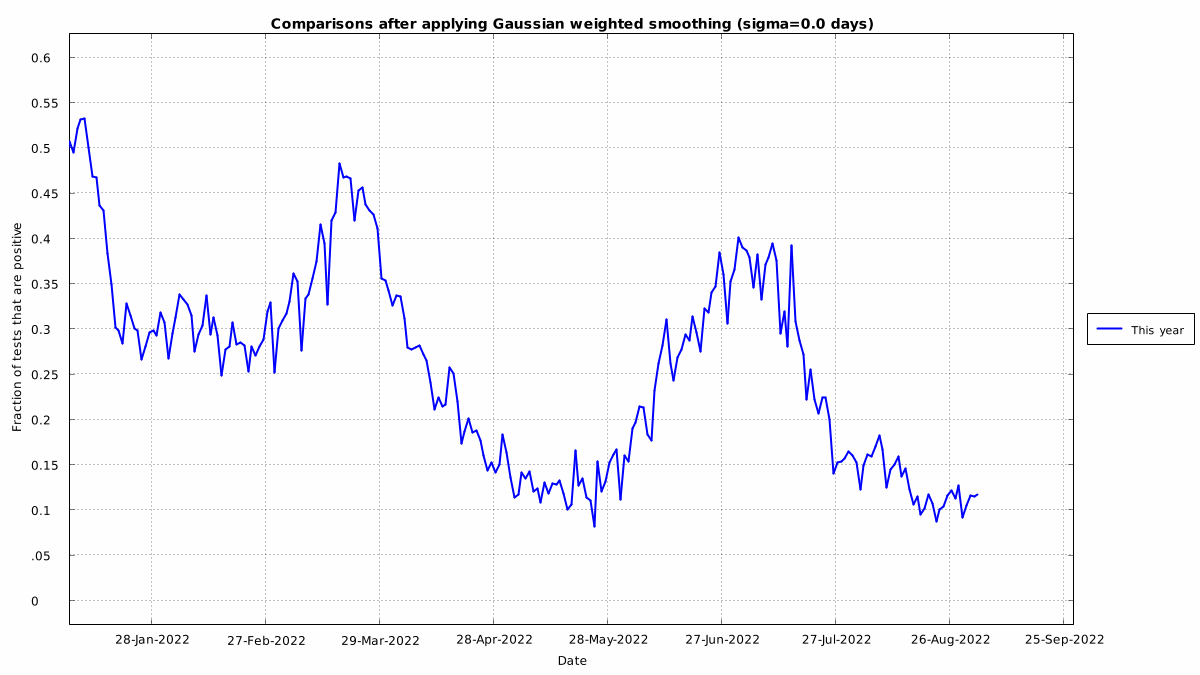 Comparisons after applying Gaussian weighted smoothing (sigma=0.0 days)
0.6
0.55
0.5
0.45
0.4
0.35
0.3
0.25
0.2
0.15
0.1
.05
0
Fraction of tests that are positive
28-Jan-2022
27-Feb-2022
29-Mar-2022
28-Apr-2022
28-May-2022
27-Jun-2022
27-Jul-2022
26-Aug-2022
25-Sep-2022
Date
This year